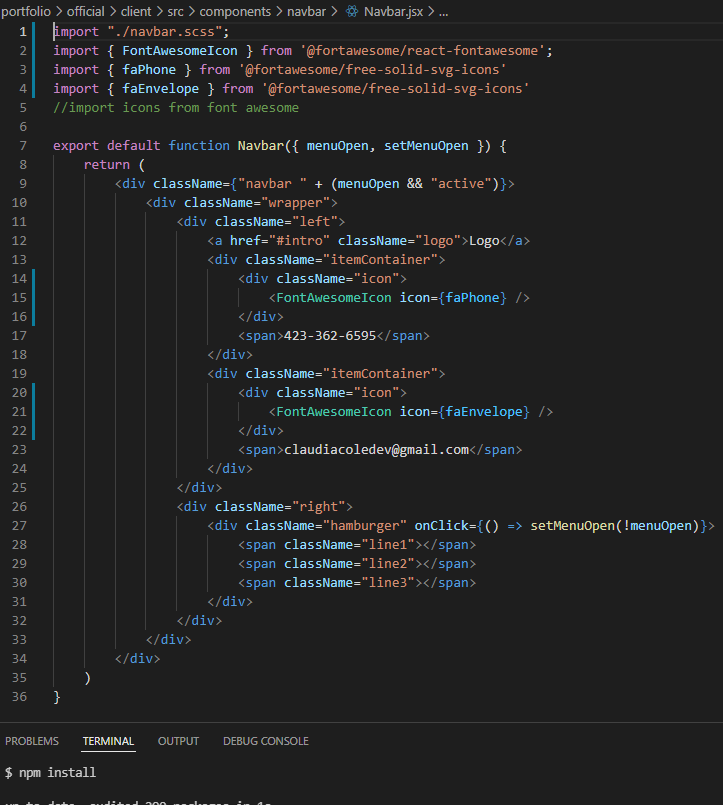 portfolio > official > client > src > components > navbar > Navbar.jsx > ...
1 import "./navbar.scss";
2 import { FontAwesomeIcon } from '@fortawesome/react-fontawesome';
3 import { faPhone } from '@fortawesome/free-solid-svg-icons'
4 import { faEnvelope } from '@fortawesome/free-solid-svg-icons'
5 //import icons from font awesome
6
7 export default function Navbar({ menuOpen, setMenuOpen }) {
8     return (
9         <div className={"navbar " + (menuOpen && "active")}>
10             <div className="wrapper">
11                 <div className="left">
12                     <a href="#intro" className="logo">Logo</a>
13                     <div className="itemContainer">
14                         <div className="icon">
15                             <FontAwesomeIcon icon={faPhone} />
16                         </div>
17                         <span>423-362-6595</span>
18                     </div>
19                     <div className="itemContainer">
20                         <div className="icon">
21                             <FontAwesomeIcon icon={faEnvelope} />
22                         </div>
23                         <span>claudiacoledev@gmail.com</span>
24                     </div>
25                 </div>
26                 <div className="right">
27                     <div className="hamburger" onClick={() => setMenuOpen(!menuOpen)}>
28                         <span className="line1"></span>
29                         <span className="line2"></span>
30                         <span className="line3"></span>
31                     </div>
32                 </div>
33             </div>
34         </div>
35     )
36 }
PROBLEMS TERMINAL OUTPUT DEBUG CONSOLE
$ npm install